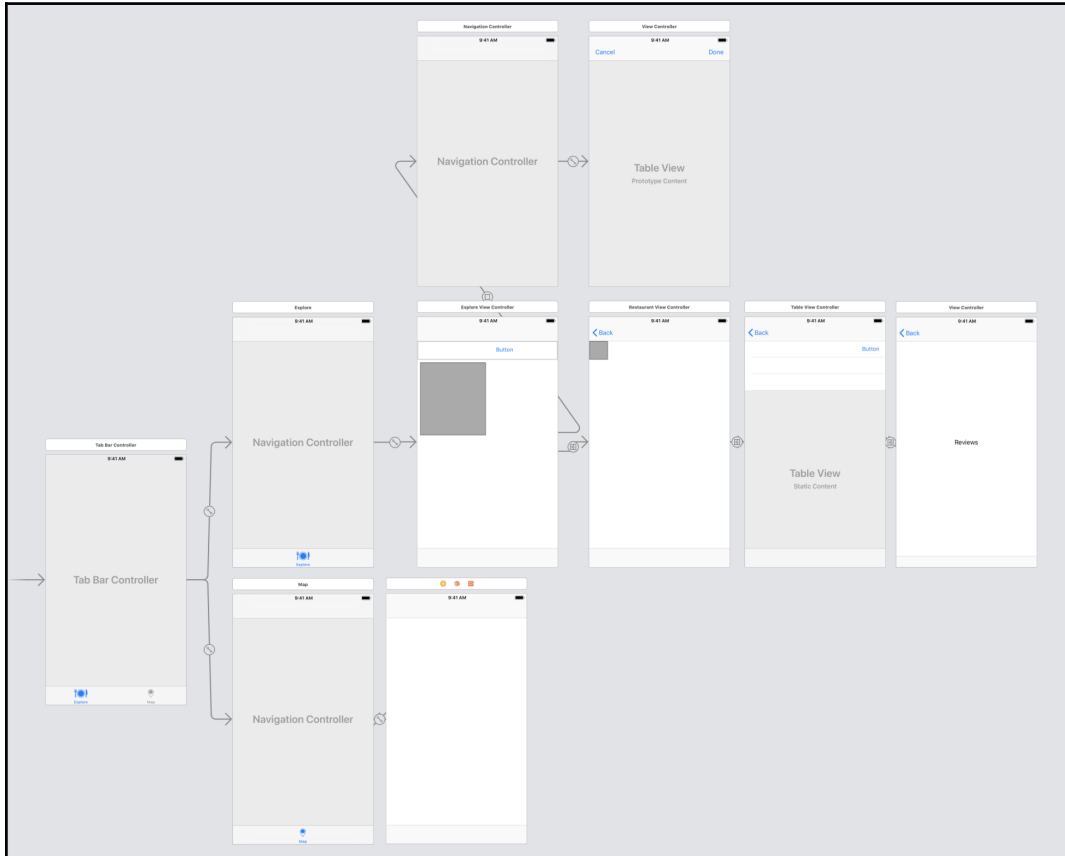 Navigation Controller
9:41 AM
Navigation Controller
View Controller
9:41 AM
Cancel Done
Table View
Prototype Content
Explore
9:41 AM
Navigation Controller
Explore
Explore View Controller
9:41 AM
Button
Restaurant View Controller
9:41 AM
Back
Table View Controller
9:41 AM
Back
Button
Table View
Static Content
View Controller
9:41 AM
Back
Reviews
Tab Bar Controller
9:41 AM
Tab Bar Controller
Explore Map
Map
9:41 AM
Navigation Controller
Map
9:41 AM